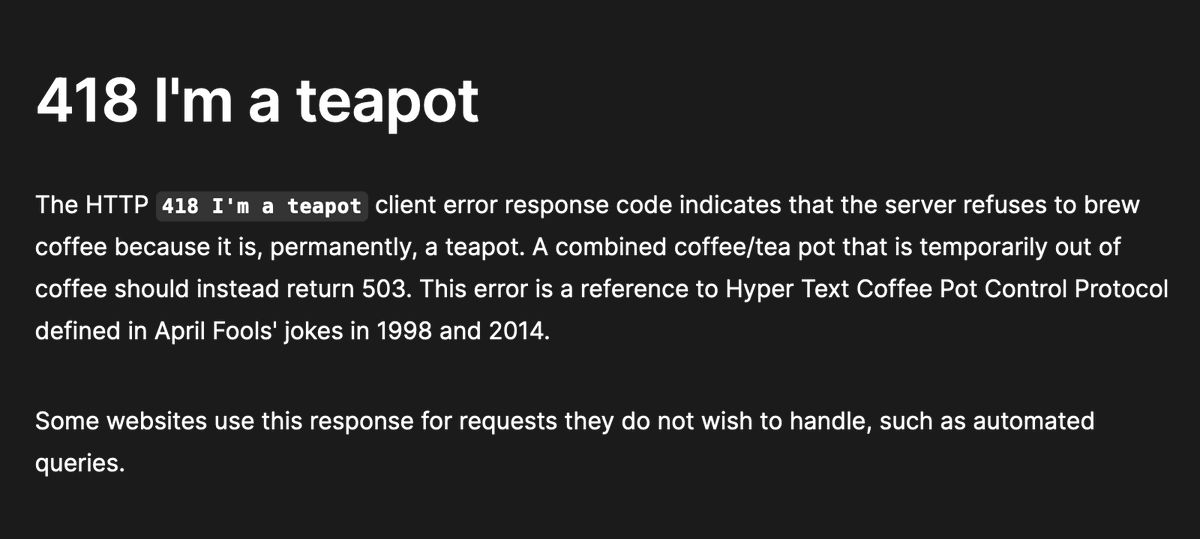 418 I'm a teapot
The HTTP 418 I'm a teapot client error response code indicates that the server refuses to brew
coffee because it is, permanently, a teapot. A combined coffee/tea pot that is temporarily out of
coffee should instead return 503. This error is a reference to Hyper Text Coffee Pot Control Protocol
defined in April Fools' jokes in 1998 and 2014.
Some websites use this response for requests they do not wish to handle, such as automated
queries.